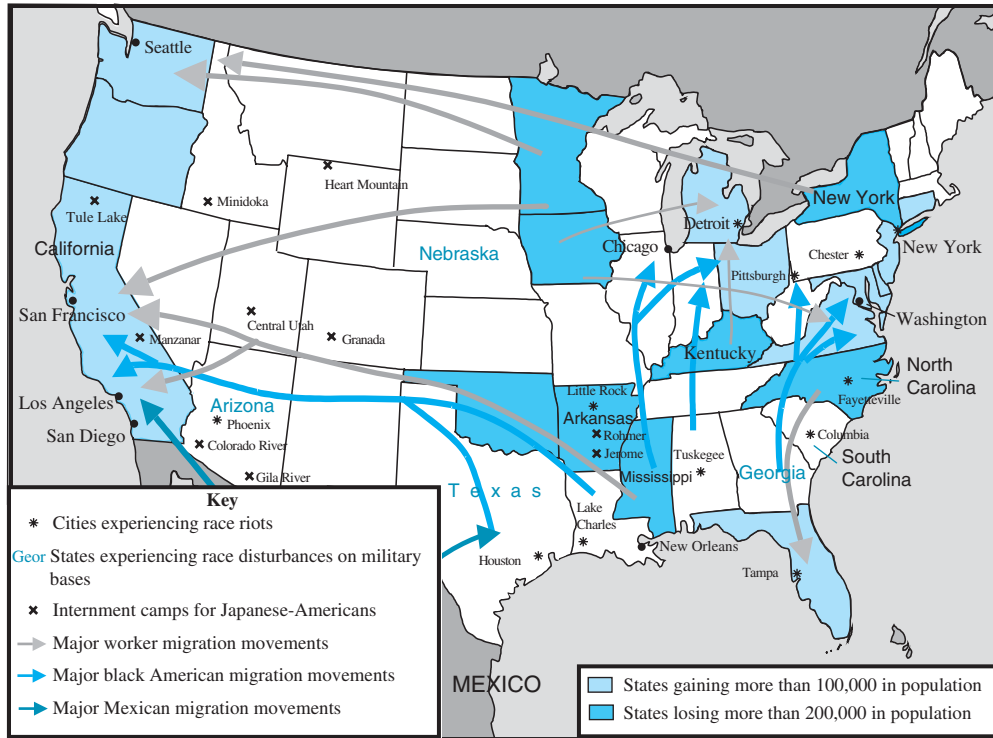 Seattle
Heart Mountain
Minidoka
Tule Lake
New York
Detroit
California
Nebraska
Chicago
New York
Chester
Pittsburgh
San Francisco
Central Utah
Manzanar
Granada
Washington
Kentucky
North
Carolina
Little Rock
Fayetteville
Los Angeles
Arizona
Arkansas
Phoenix
San Diego
Rohmer
Columbia
Colorado River
Jerome
Tuskegee
South
Carolina
Gila River
Mississippi
Georgia
Texas
Lake
Charles
New Orleans
Houston
Tampa
MEXICO
Key
Cities experiencing race riots
Geor States experiencing race disturbances on military
bases
Internment camps for Japanese-Americans
Major worker migration movements
Major black American migration movements
Major Mexican migration movements
States gaining more than 100,000 in population
States losing more than 200,000 in population